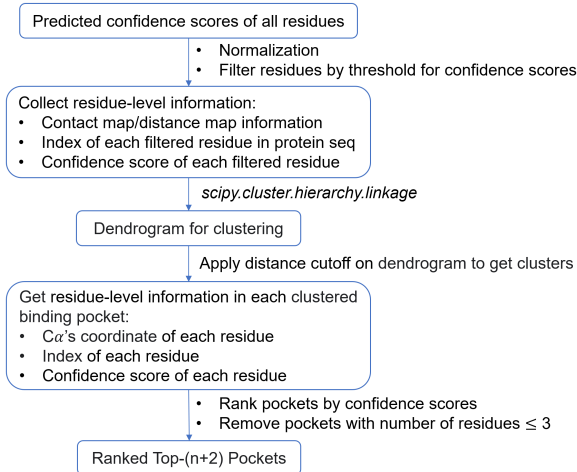 Predicted confidence scores of all residues
• Normalization
• Filter residues by threshold for confidence scores
Collect residue-level information:
• Contact map/distance map information
• Index of each filtered residue in protein seq
• Confidence score of each filtered residue
scipy.cluster.hierarchy.linkage
Dendrogram for clustering
Apply distance cutoff on dendrogram to get clusters
Get residue-level information in each clustered
binding pocket:
• C𝛼's coordinate of each residue
• Index of each residue
• Confidence score of each residue
• Rank pockets by confidence scores
• Remove pockets with number of residues ≤ 3
Ranked Top-(n+2) Pockets